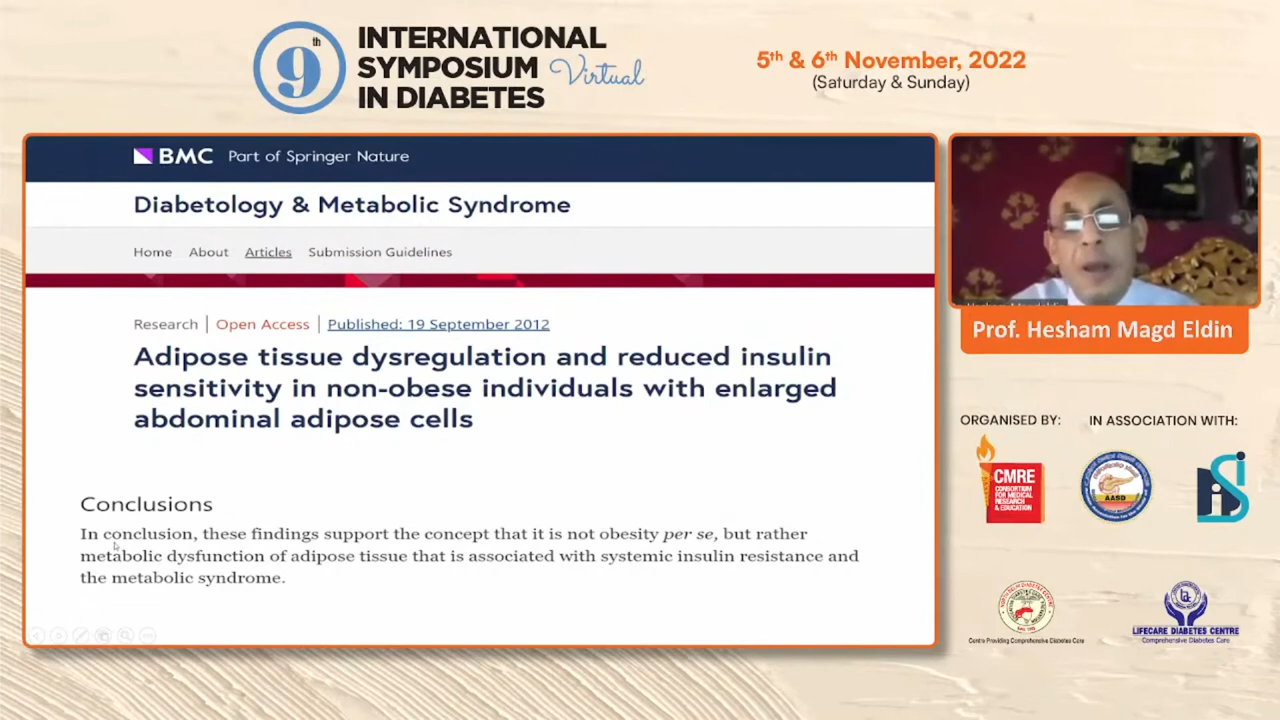 9th
INTERNATIONAL
SYMPOSIUM Virtual
IN DIABETES
5th & 6th November, 2022
(Saturday & Sunday)
BMC Part of Springer Nature
Diabetology & Metabolic Syndrome
Home About Articles Submission Guidelines
Research | Open Access | Published: 19 September 2012
Adipose tissue dysregulation and reduced insulin
sensitivity in non-obese individuals with enlarged
abdominal adipose cells
Conclusions
In conclusion, these findings support the concept that it is not obesity per se, but rather
metabolic dysfunction of adipose tissue that is associated with systemic insulin resistance and
the metabolic syndrome.
Prof. Hesham Magd Eldin
ORGANISED BY: IN ASSOCIATION WITH:
CMRE
CONSORTIUM
FOR MEDICAL
RESEARCH
& EDUCATION
AASD
Centre Providing Comprehensive Diabetes Care
LIFECARE DIABETES CENTRE
Comprehensive Diabetes Care